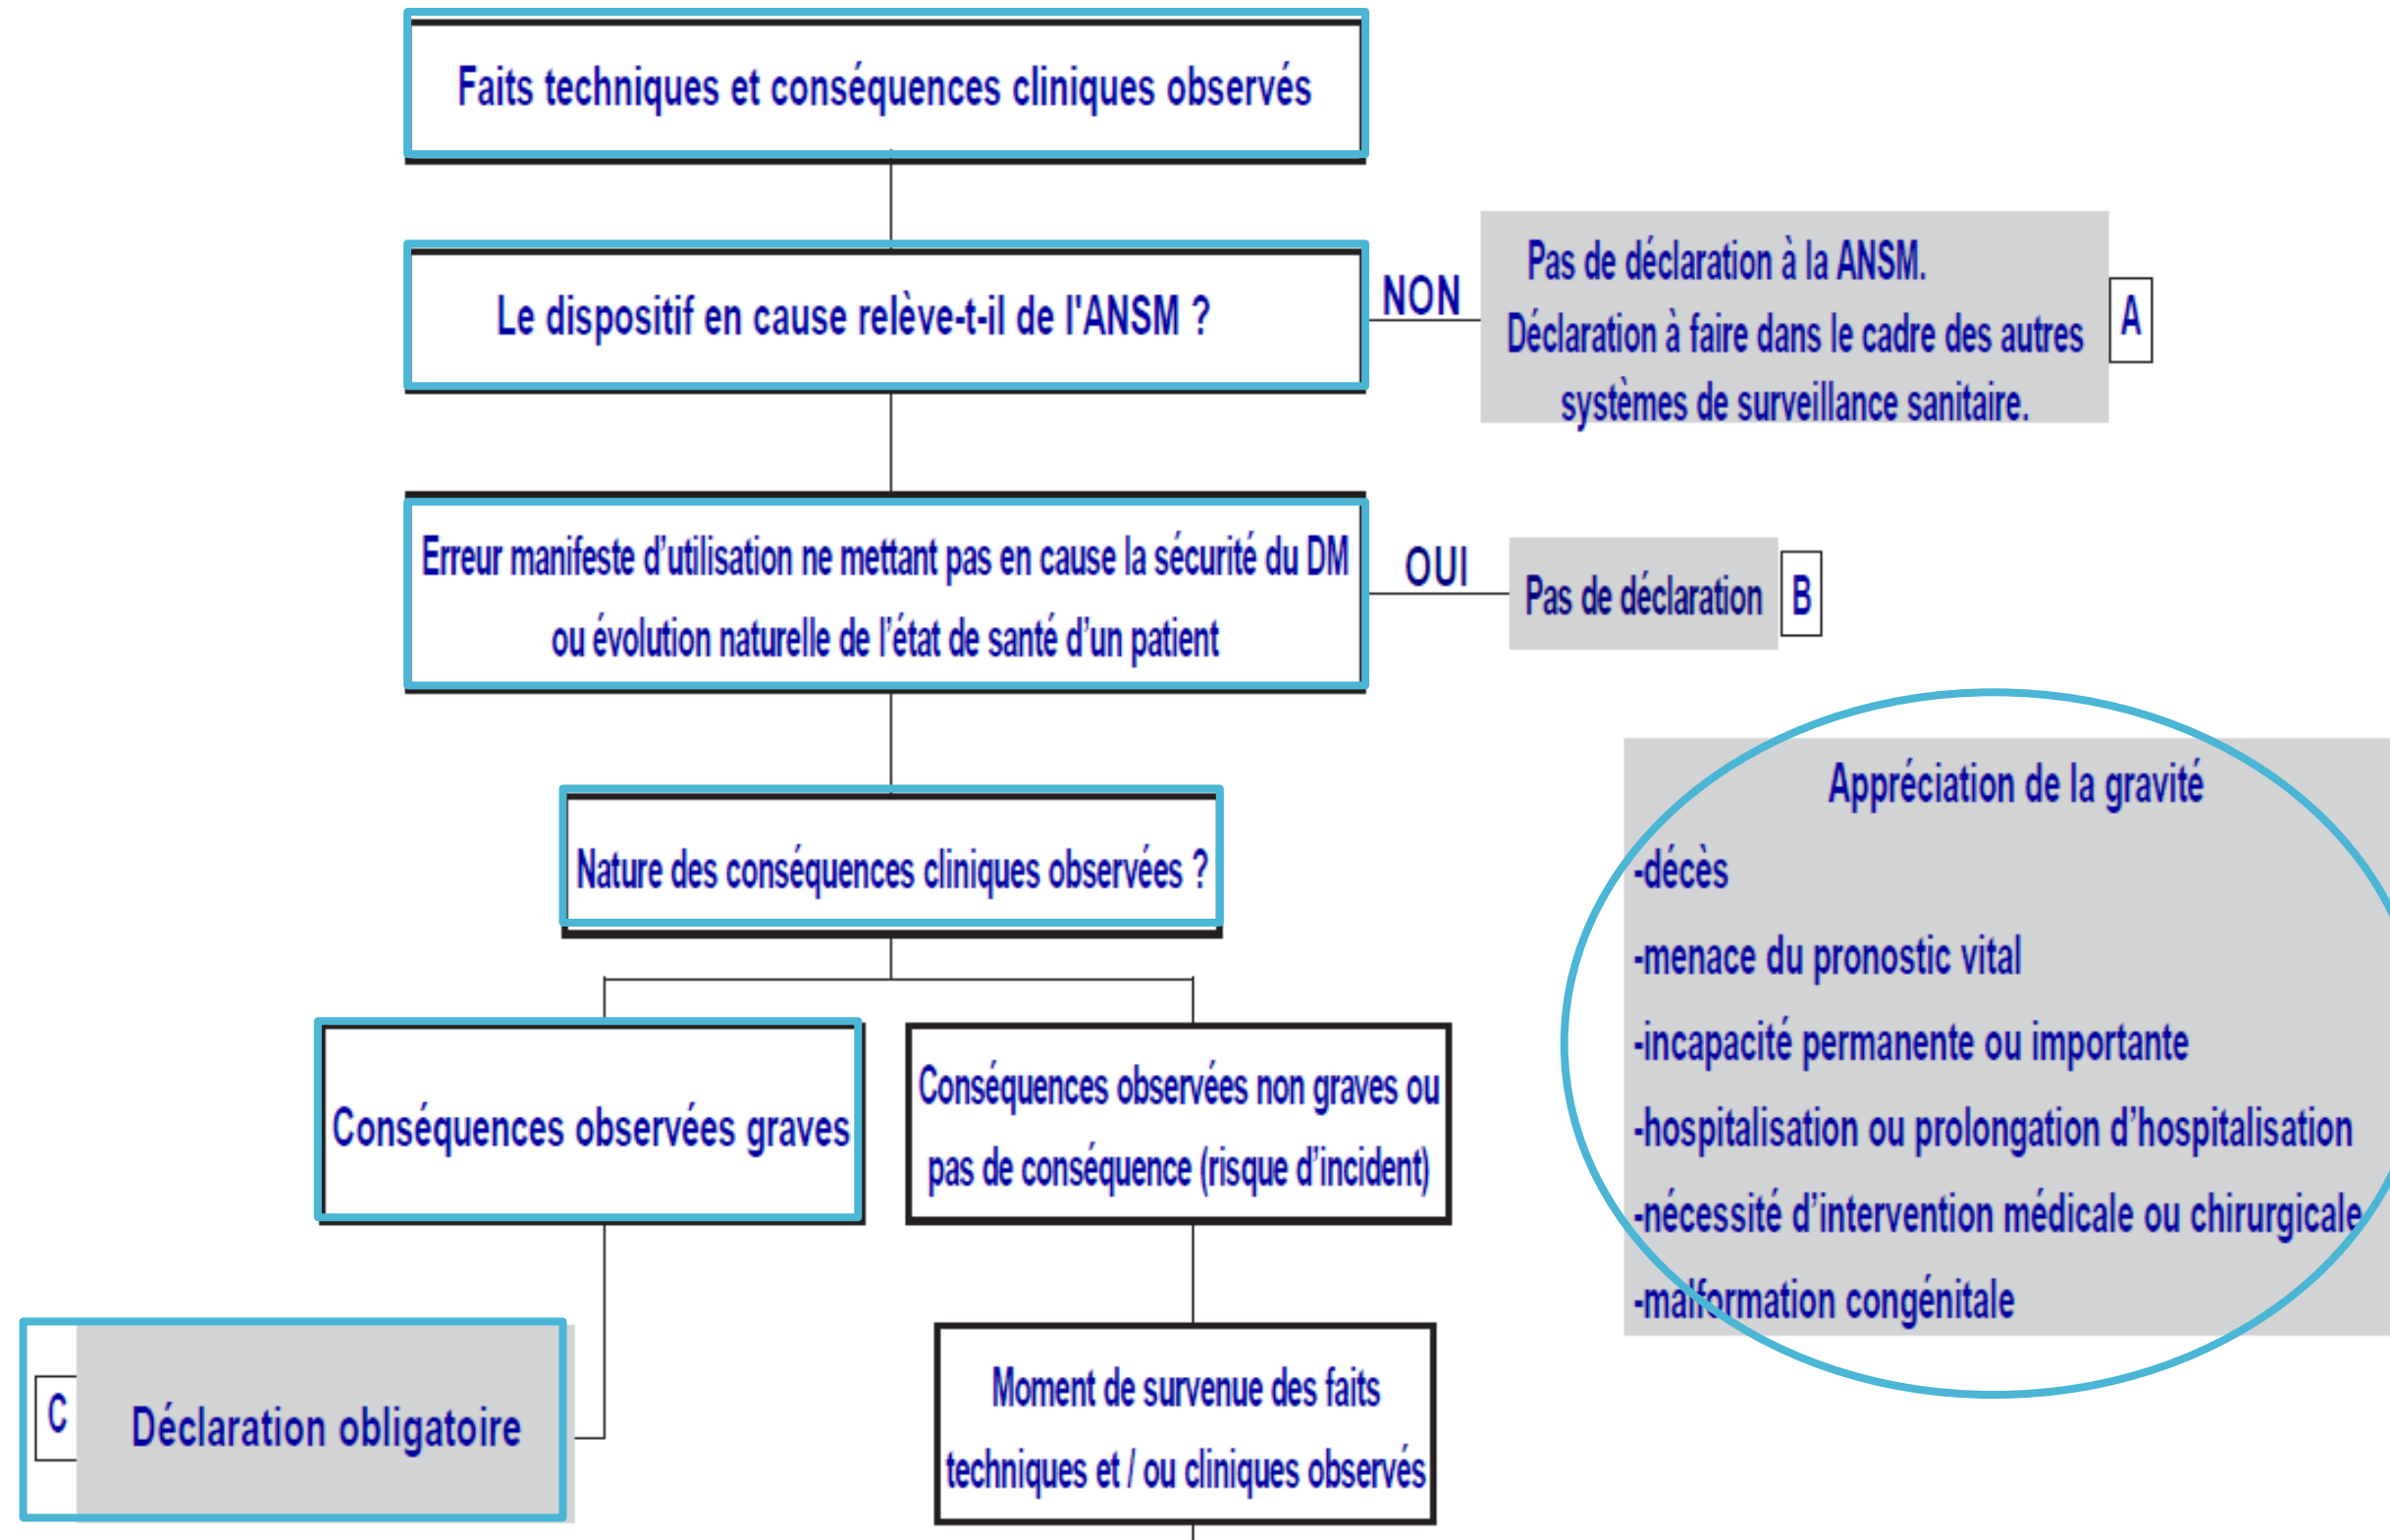 Faits techniques et conséquences cliniques observés
Le dispositif en cause relève-t-il de l'ANSM ?
NON
Pas de déclaration à la ANSM.
Déclaration à faire dans le cadre des autres
systèmes de surveillance sanitaire.
A
Erreur manifeste d’utilisation ne mettant pas en cause la sécurité du DM
ou évolution naturelle de l’état de santé d’un patient
OUI
Pas de déclaration
B
Nature des conséquences cliniques observées ?
Appréciation de la gravité
-décès
-menace du pronostic vital
-incapacité permanente ou importante
-hospitalisation ou prolongation d’hospitalisation
-nécessité d’intervention médicale ou chirurgicale
-malformation congénitale
Conséquences observées graves
Conséquences observées non graves ou
pas de conséquence (risque d’incident)
C
Déclaration obligatoire
Moment de survenue des faits
techniques et / ou cliniques observés